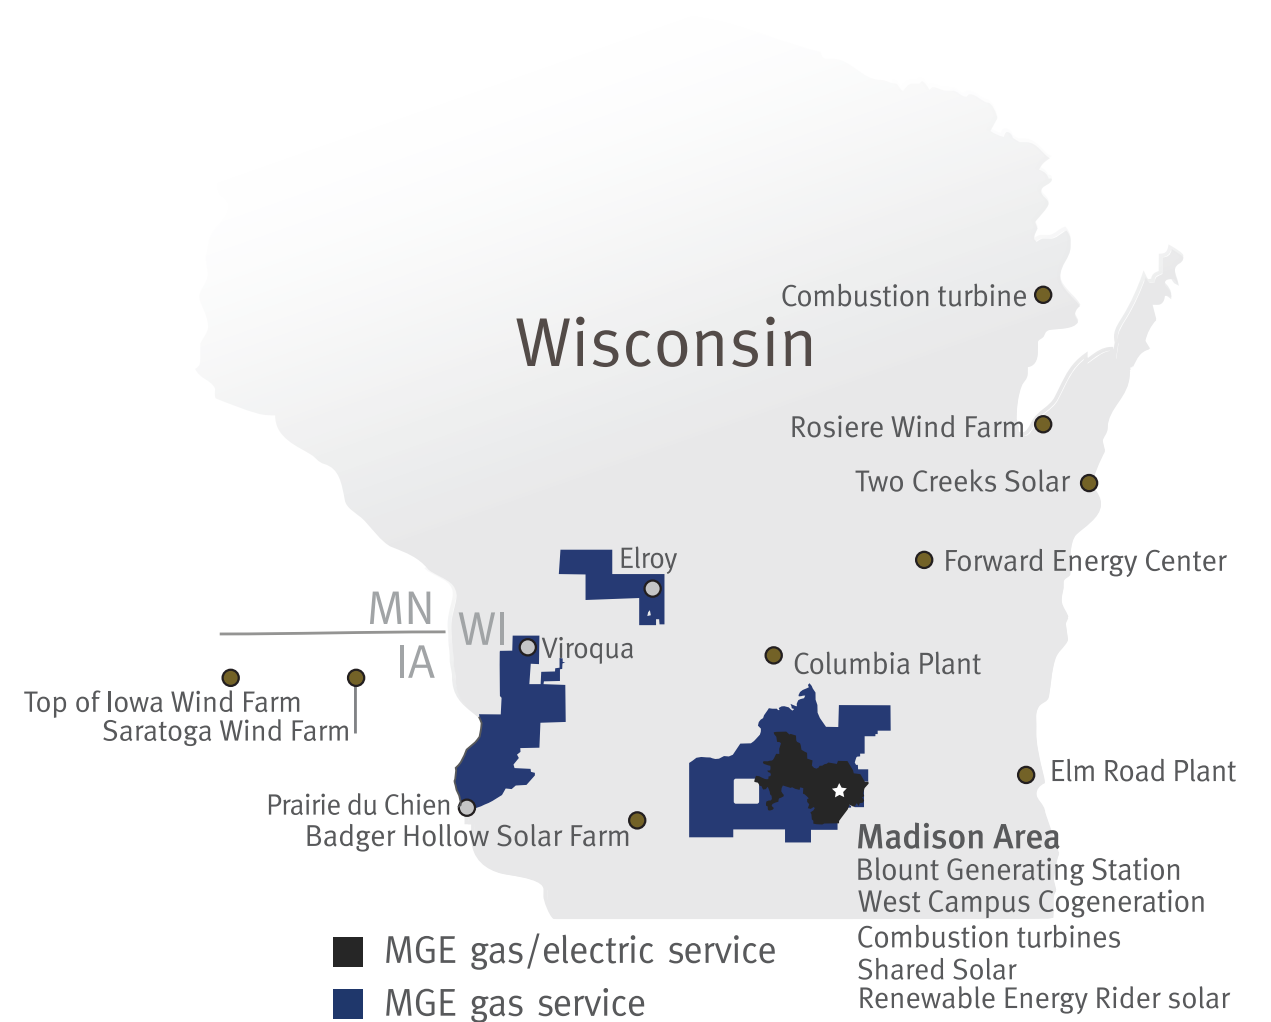 Combustion turbine
Wisconsin
Rosiere Wind Farm
Two Creeks Solar
Elroy
Forward Energy Center
MN
WI
IA
Viroqua
Columbia Plant
Top of Iowa Wind Farm
Saratoga Wind Farm
Elm Road Plant
Prairie du Chien
Badger Hollow Solar Farm
Madison Area
Blount Generating Station
West Campus Cogeneration
Combustion turbines
Shared Solar
Renewable Energy Rider solar
MGE gas/electric service
MGE gas service